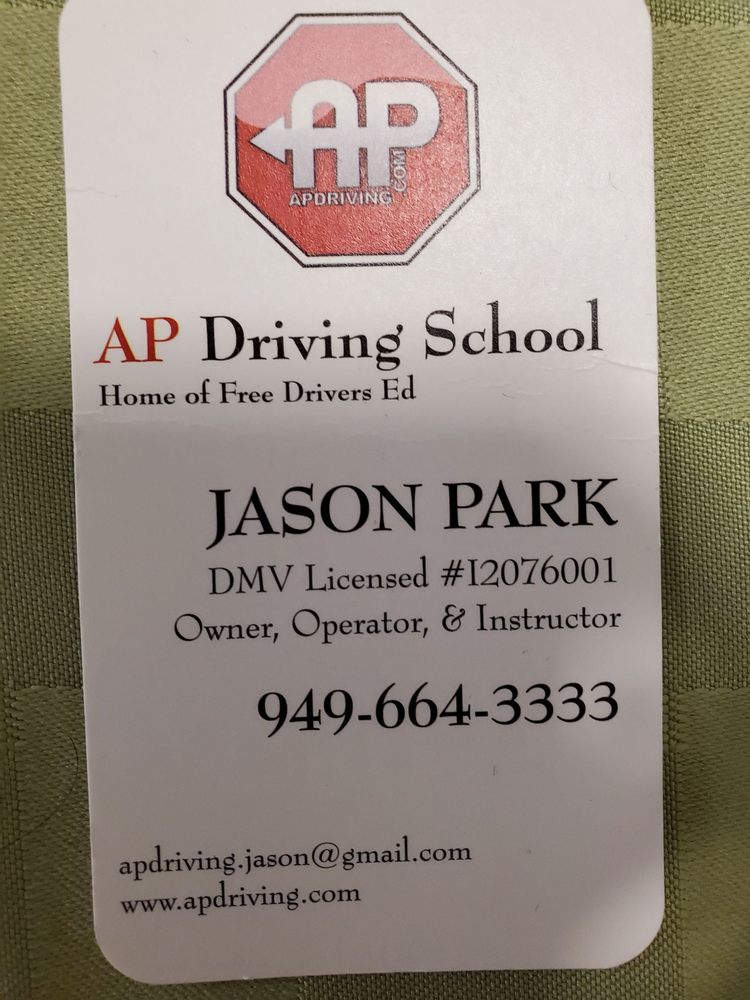 AP
.COM
APDRIVING
AP Driving School
Home of Free Drivers Ed
JASON PARK
DMV Licensed #I2076001
Owner, Operator, & Instructor
949-664-3333
apdriving.jason@gmail.com
www.apdriving.com